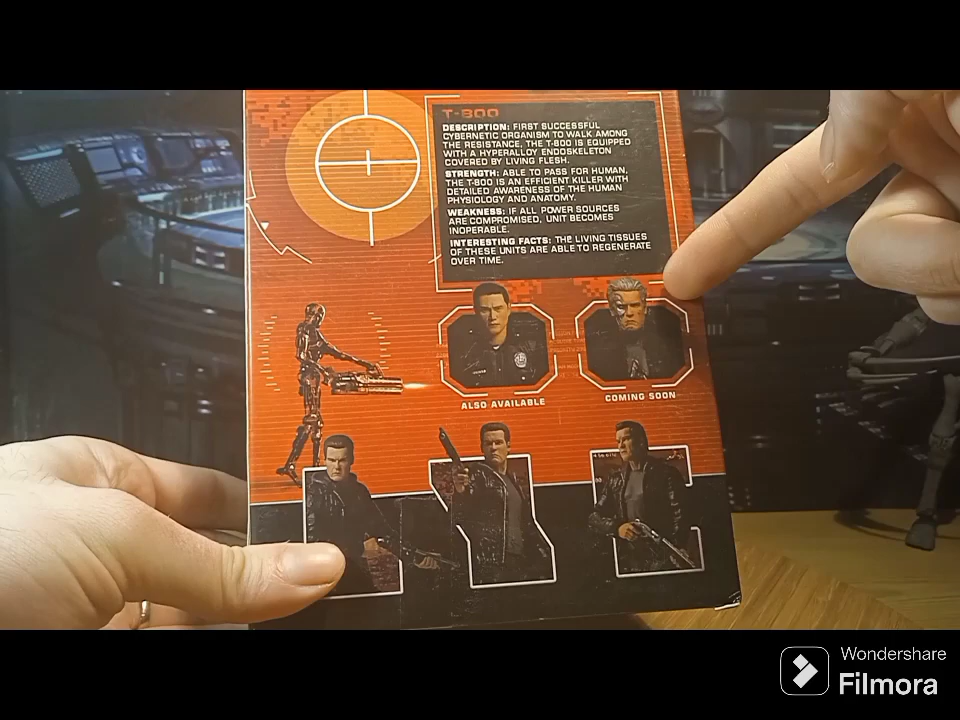 T-800
DESCRIPTION: FIRST SUCCESSFUL
CYBERNETIC ORGANISM TO WALK AMONG
THE RESISTANCE, THE T-800 IS EQUIPPED
WITH A HYPERALLOY ENDOSKELETON
COVERED BY LIVING FLESH.
STRENGTH: ABLE TO PASS FOR HUMAN,
THE T-800 IS AN EFFICIENT KILLER WITH
DETAILED AWARENESS OF THE HUMAN
PHYSIOLOGY AND ANATOMY.
WEAKNESS: IF ALL POWER SOURCES
ARE COMPROMISED, UNIT BECOMES
INOPERABLE.
INTERESTING FACTS: THE LIVING TISSUES
OF THESE UNITS ARE ABLE TO REGENERATE
OVER TIME.
ALSO AVAILABLE
COMING SOON
Wondershare
Filmora